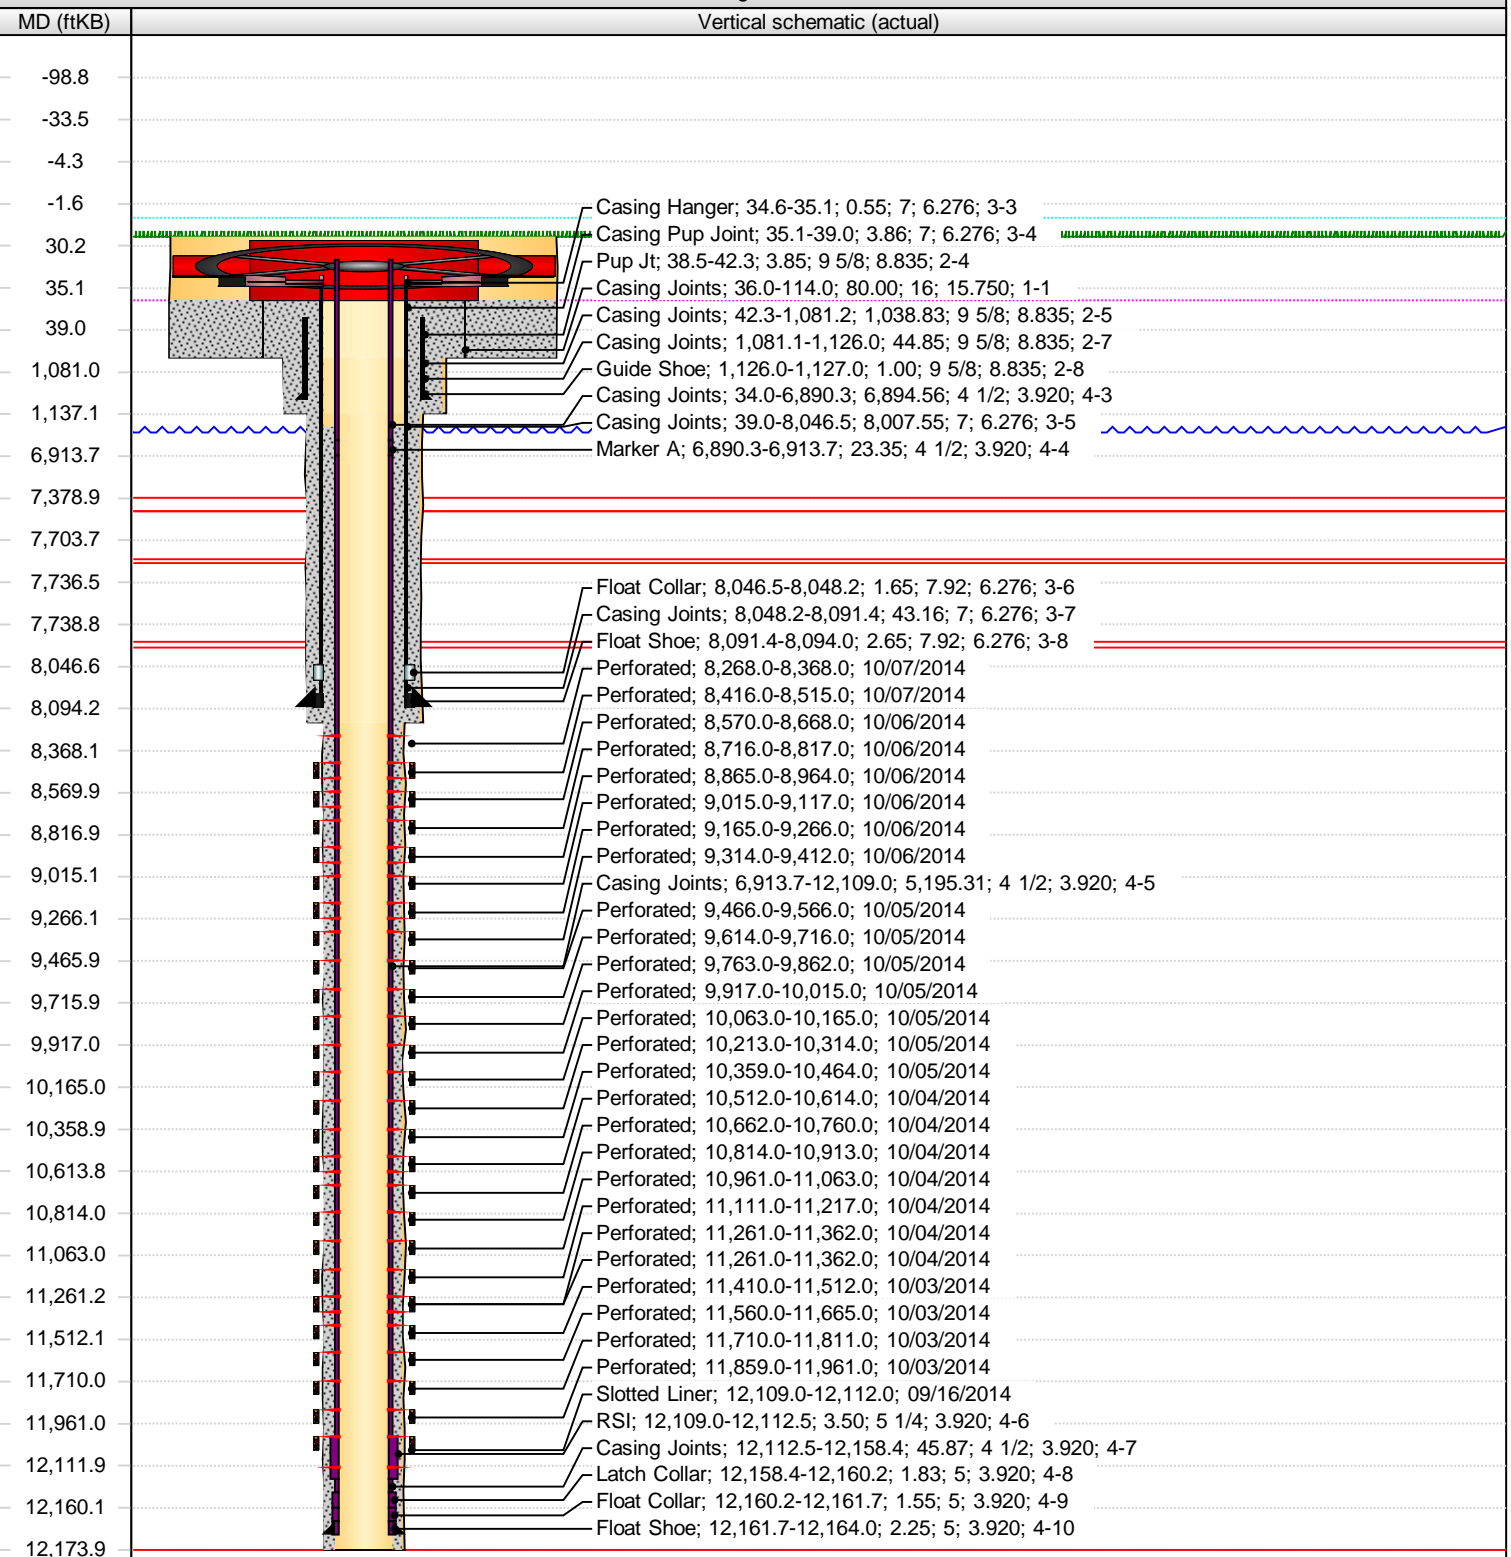 MD (ftKB)
Vertical schematic (actual)
-98.8
-33.5
-4.3
-1.6
30.2
35.1
39.0
1,081.0
1,137.1
6,913.7
7,378.9
7,703.7
7,736.5
7,738.8
8,046.6
8,094.2
8,368.1
8,569.9
8,816.9
9,015.1
9,266.1
9,465.9
9,715.9
9,917.0
10,165.0
10,358.9
10,613.8
10,814.0
11,063.0
11,261.2
11,512.1
11,710.0
11,961.0
12,111.9
12,160.1
12,173.9
Casing Hanger; 34.6-35.1; 0.55; 7; 6.276; 3-3
Casing Pup Joint; 35.1-39.0; 3.86; 7; 6.276; 3-4
Pup Jt; 38.5-42.3; 3.85; 9 5/8; 8.835; 2-4
Casing Joints; 36.0-114.0; 80.00; 16; 15.750; 1-1
Casing Joints; 42.3-1,081.2; 1,038.83; 9 5/8; 8.835; 2-5
Casing Joints; 1,081.1-1,126.0; 44.85; 9 5/8; 8.835; 2-7
Guide Shoe; 1,126.0-1,127.0; 1.00; 9 5/8; 8.835; 2-8
Casing Joints; 34.0-6,890.3; 6,894.56; 4 1/2; 3.920; 4-3
Casing Joints; 39.0-8,046.5; 8,007.55; 7; 6.276; 3-5
Marker A; 6,890.3-6,913.7; 23.35; 4 1/2; 3.920; 4-4
Float Collar; 8,046.5-8,048.2; 1.65; 7.92; 6.276; 3-6
Casing Joints; 8,048.2-8,091.4; 43.16; 7; 6.276; 3-7
Float Shoe; 8,091.4-8,094.0; 2.65; 7.92; 6.276; 3-8
Perforated; 8,268.0-8,368.0; 10/07/2014
Perforated; 8,416.0-8,515.0; 10/07/2014
Perforated; 8,570.0-8,668.0; 10/06/2014
Perforated; 8,716.0-8,817.0; 10/06/2014
Perforated; 8,865.0-8,964.0; 10/06/2014
Perforated; 9,015.0-9,117.0; 10/06/2014
Perforated; 9,165.0-9,266.0; 10/06/2014
Perforated; 9,314.0-9,412.0; 10/06/2014
Casing Joints; 6,913.7-12,109.0; 5,195.31; 4 1/2; 3.920; 4-5
Perforated; 9,466.0-9,566.0; 10/05/2014
Perforated; 9,614.0-9,716.0; 10/05/2014
Perforated; 9,763.0-9,862.0; 10/05/2014
Perforated; 9,917.0-10,015.0; 10/05/2014
Perforated; 10,063.0-10,165.0; 10/05/2014
Perforated; 10,213.0-10,314.0; 10/05/2014
Perforated; 10,359.0-10,464.0; 10/05/2014
Perforated; 10,512.0-10,614.0; 10/04/2014
Perforated; 10,662.0-10,760.0; 10/04/2014
Perforated; 10,814.0-10,913.0; 10/04/2014
Perforated; 10,961.0-11,063.0; 10/04/2014
Perforated; 11,111.0-11,217.0; 10/04/2014
Perforated; 11,261.0-11,362.0; 10/04/2014
Perforated; 11,261.0-11,362.0; 10/04/2014
Perforated; 11,410.0-11,512.0; 10/03/2014
Perforated; 11,560.0-11,665.0; 10/03/2014
Perforated; 11,710.0-11,811.0; 10/03/2014
Perforated; 11,859.0-11,961.0; 10/03/2014
Slotted Liner; 12,109.0-12,112.0; 09/16/2014
RSI; 12,109.0-12,112.5; 3.50; 5 1/4; 3.920; 4-6
Casing Joints; 12,112.5-12,158.4; 45.87; 4 1/2; 3.920; 4-7
Latch Collar; 12,158.4-12,160.2; 1.83; 5; 3.920; 4-8
Float Collar; 12,160.2-12,161.7; 1.55; 5; 3.920; 4-9
Float Shoe; 12,161.7-12,164.0; 2.25; 5; 3.920; 4-10